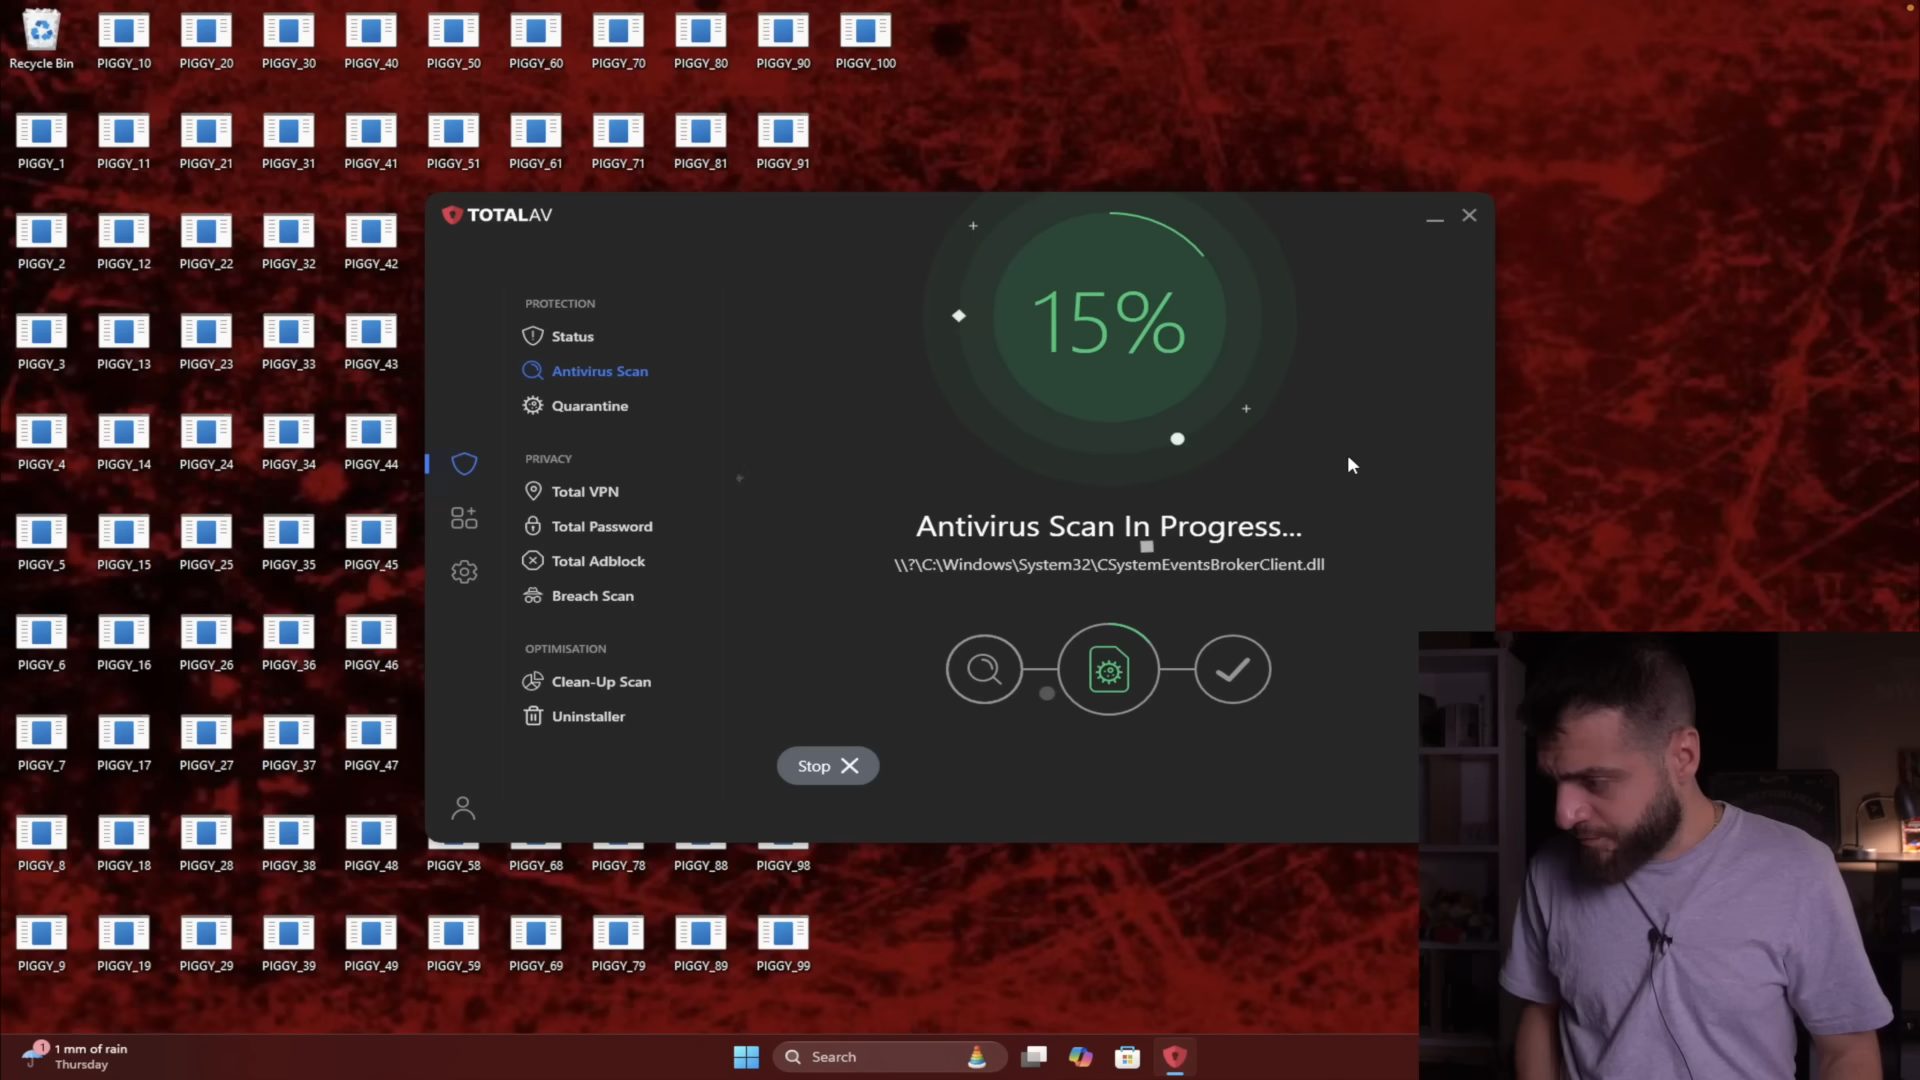 Recycle Bin PIGGY_10 PIGGY_20 PIGGY_30 PIGGY_40 PIGGY_50 PIGGY_60 PIGGY_70 PIGGY_80 PIGGY_90 PIGGY_100
PIGGY_1 PIGGY_11 PIGGY_21 PIGGY_31 PIGGY_41 PIGGY_51 PIGGY_61 PIGGY_71 PIGGY_81 PIGGY_91
PIGGY_2 PIGGY_12 PIGGY_22 PIGGY_32 PIGGY_42
PIGGY_3 PIGGY_13 PIGGY_23 PIGGY_33 PIGGY_43
PIGGY_4 PIGGY_14 PIGGY_24 PIGGY_34 PIGGY_44
PIGGY_5 PIGGY_15 PIGGY_25 PIGGY_35 PIGGY_45
PIGGY_6 PIGGY_16 PIGGY_26 PIGGY_36 PIGGY_46
PIGGY_7 PIGGY_17 PIGGY_27 PIGGY_37 PIGGY_47
PIGGY_8 PIGGY_18 PIGGY_28 PIGGY_38 PIGGY_48 PIGGY_58 PIGGY_68 PIGGY_78 PIGGY_88 PIGGY_98
PIGGY_9 PIGGY_19 PIGGY_29 PIGGY_39 PIGGY_49 PIGGY_59 PIGGY_69 PIGGY_79 PIGGY_89 PIGGY_99
TOTALAV
PROTECTION
Status
Antivirus Scan
Quarantine
PRIVACY
Total VPN
Total Password
Total Adblock
Breach Scan
OPTIMISATION
Clean-Up Scan
Uninstaller
15%
Antivirus Scan In Progress...
\\?\C:\Windows\System32\CSystemEventsBrokerClient.dll
Stop
1
1 mm of rain
Thursday
Search